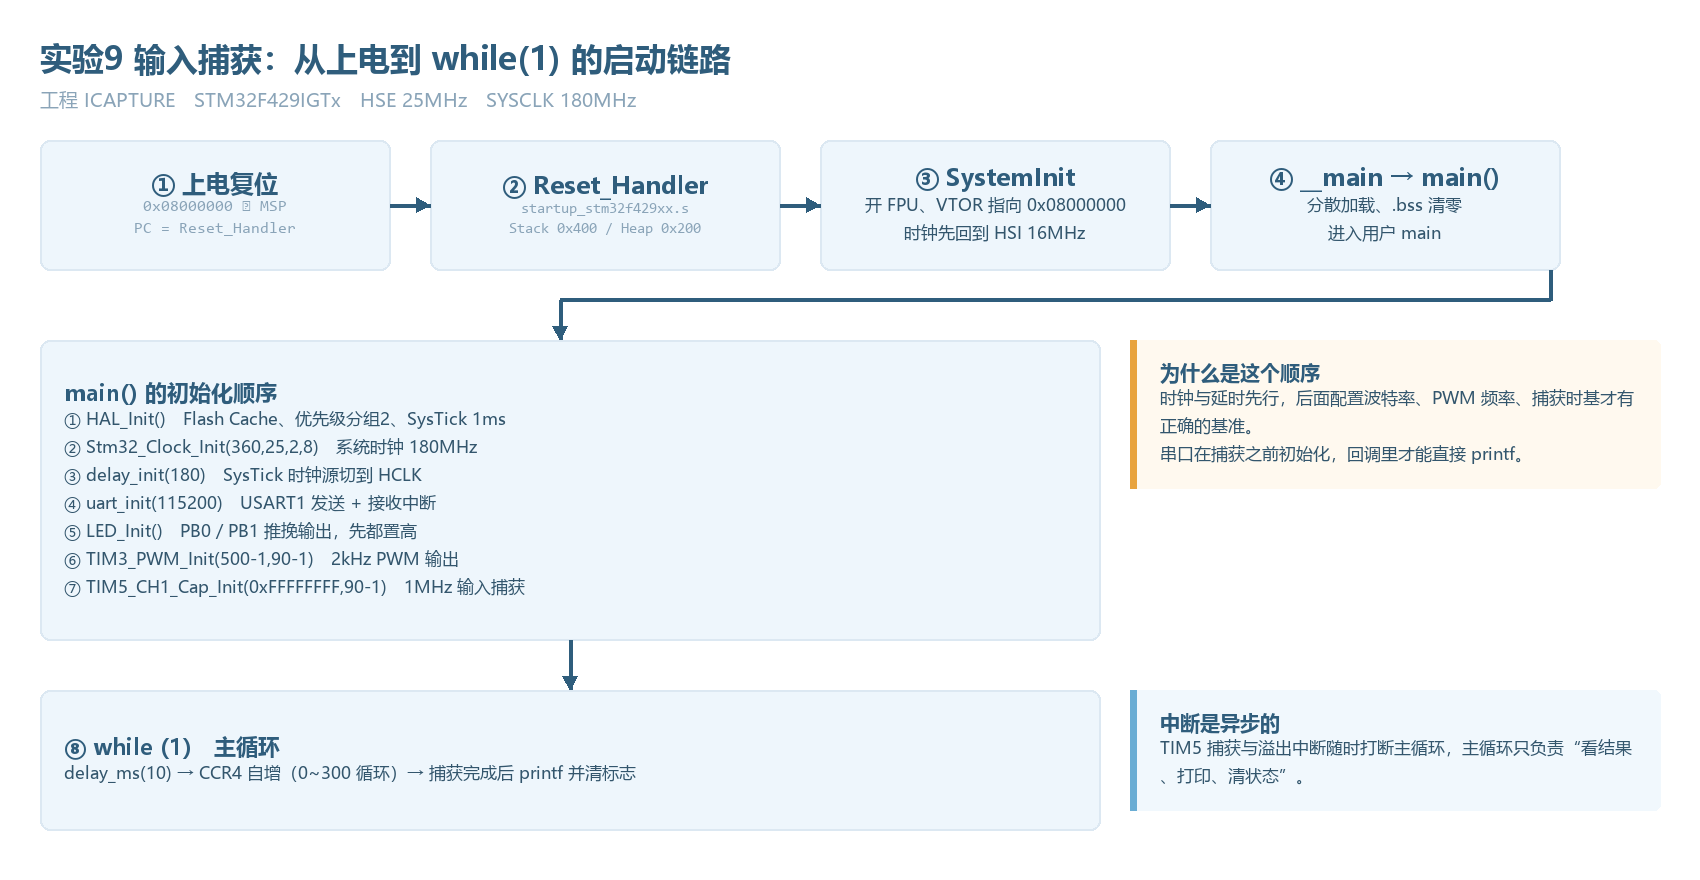 实验9 输入捕获：从上电到 while(1) 的启动链路
工程 ICAPTURE STM32F429IGTx HSE 25MHz SYSCLK 180MHz
① 上电复位
0x08000000 MSP
PC = Reset_Handler
② Reset_Handler
startup_stm32f429xx.s
Stack 0x400 / Heap 0x200
③ SystemInit
开 FPU、VTOR 指向 0x08000000
时钟先回到 HSI 16MHz
④ __main → main()
分散加载、.bss 清零
进入用户 main
main() 的初始化顺序
① HAL_Init() Flash Cache、优先级分组2、SysTick 1ms
② Stm32_Clock_Init(360,25,2,8) 系统时钟 180MHz
③ delay_init(180) SysTick 时钟源切到 HCLK
④ uart_init(115200) USART1 发送 + 接收中断
⑤ LED_Init() PB0 / PB1 推挽输出，先都置高
⑥ TIM3_PWM_Init(500-1,90-1) 2kHz PWM 输出
⑦ TIM5_CH1_Cap_Init(0xFFFFFFFF,90-1) 1MHz 输入捕获
为什么是这个顺序
时钟与延时先行，后面配置波特率、PWM 频率、捕获时基才有
正确的基准。
串口在捕获之前初始化，回调里才能直接 printf。
⑧ while (1) 主循环
delay_ms(10) → CCR4 自增（0~300 循环）→ 捕获完成后 printf 并清标志
中断是异步的
TIM5 捕获与溢出中断随时打断主循环，主循环只负责“看结果
、打印、清状态”。